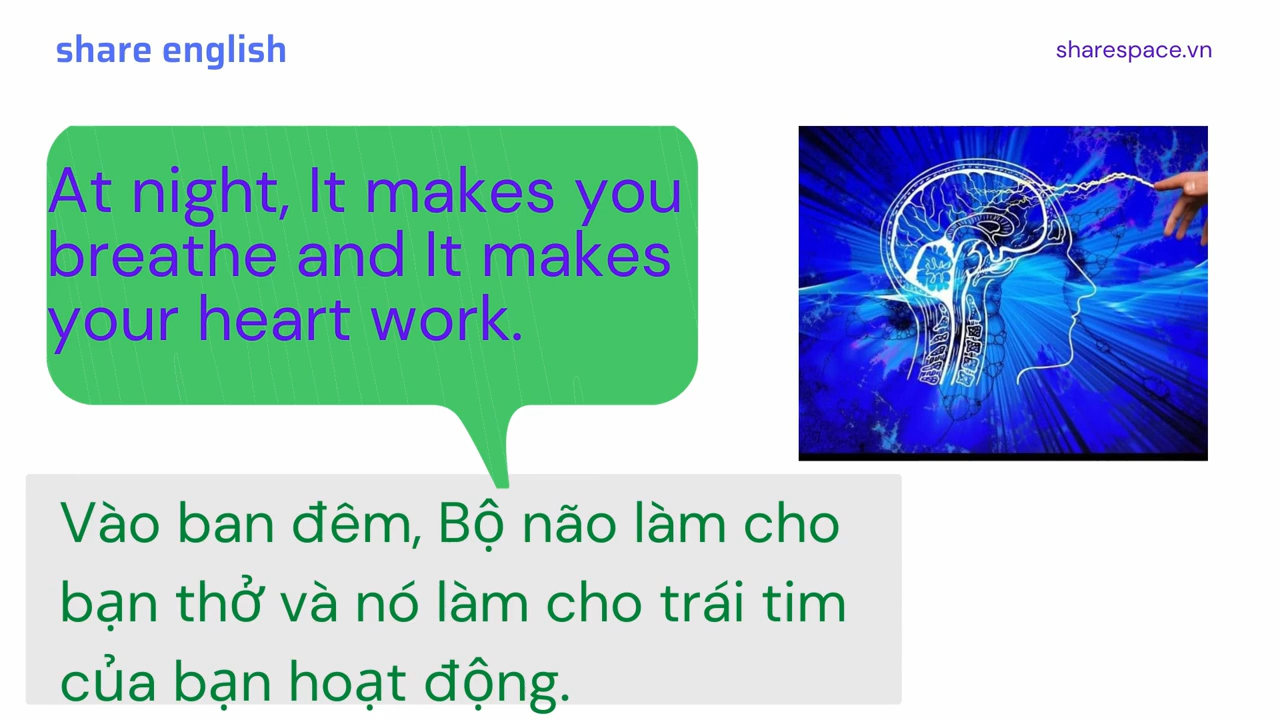 share english
sharespace.vn
At night, It makes you
breathe and It makes
your heart work.
Vào ban đêm, Bộ não làm cho
bạn thở và nó làm cho trái tim
của bạn hoạt động.